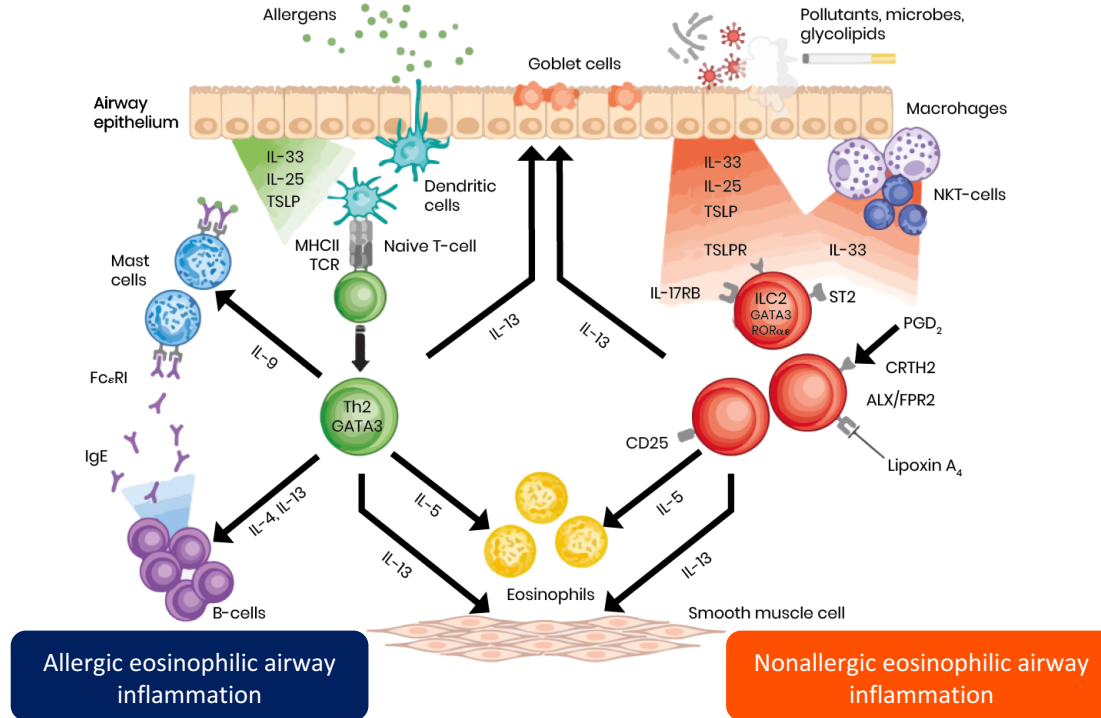 Allergens
Pollutants, microbes,
glycolipids
Goblet cells
Airway
epithelium
Macrohages
IL-33
IL-25
TSLP
Dendritic
cells
IL-33
IL-25
TSLP
NKT-cells
MHCII
TCR
Naive T-cell
TSLPR
IL-33
Mast
cells
IL-17RB
ILC2
GATA3
RORαε
ST2
IL-13
IL-13
PGD2
IL-9
FcεRI
CRTH2
Th2
GATA3
ALX/FPR2
CD25
IgE
Lipoxin A4
IL-4, IL-13
IL-5
IL-5
IL-13
IL-13
Eosinophils
B-cells
Smooth muscle cell
Allergic eosinophilic airway
inflammation
Nonallergic eosinophilic airway
inflammation